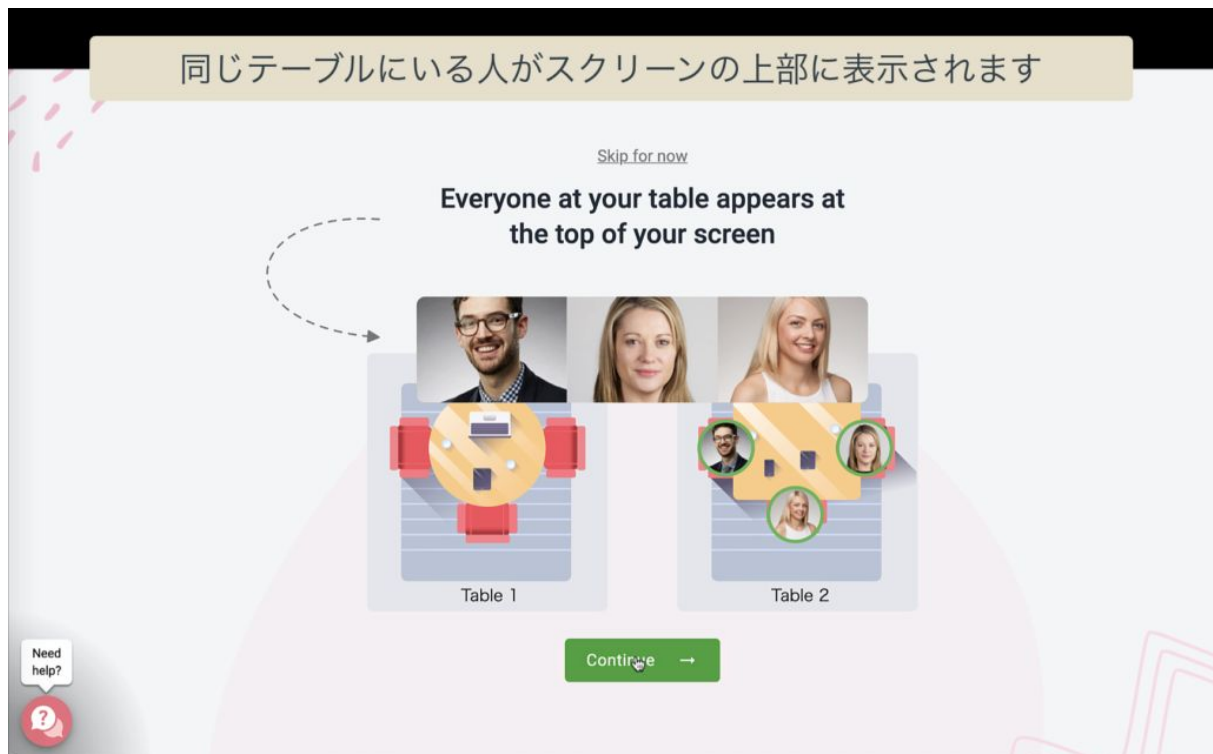 同じテーブルにいる人がスクリーンの上部に表示されます
Skip for now
Everyone at your table appears at
the top of your screen
Table 1
Table 2
Continue →
Need
help?
?